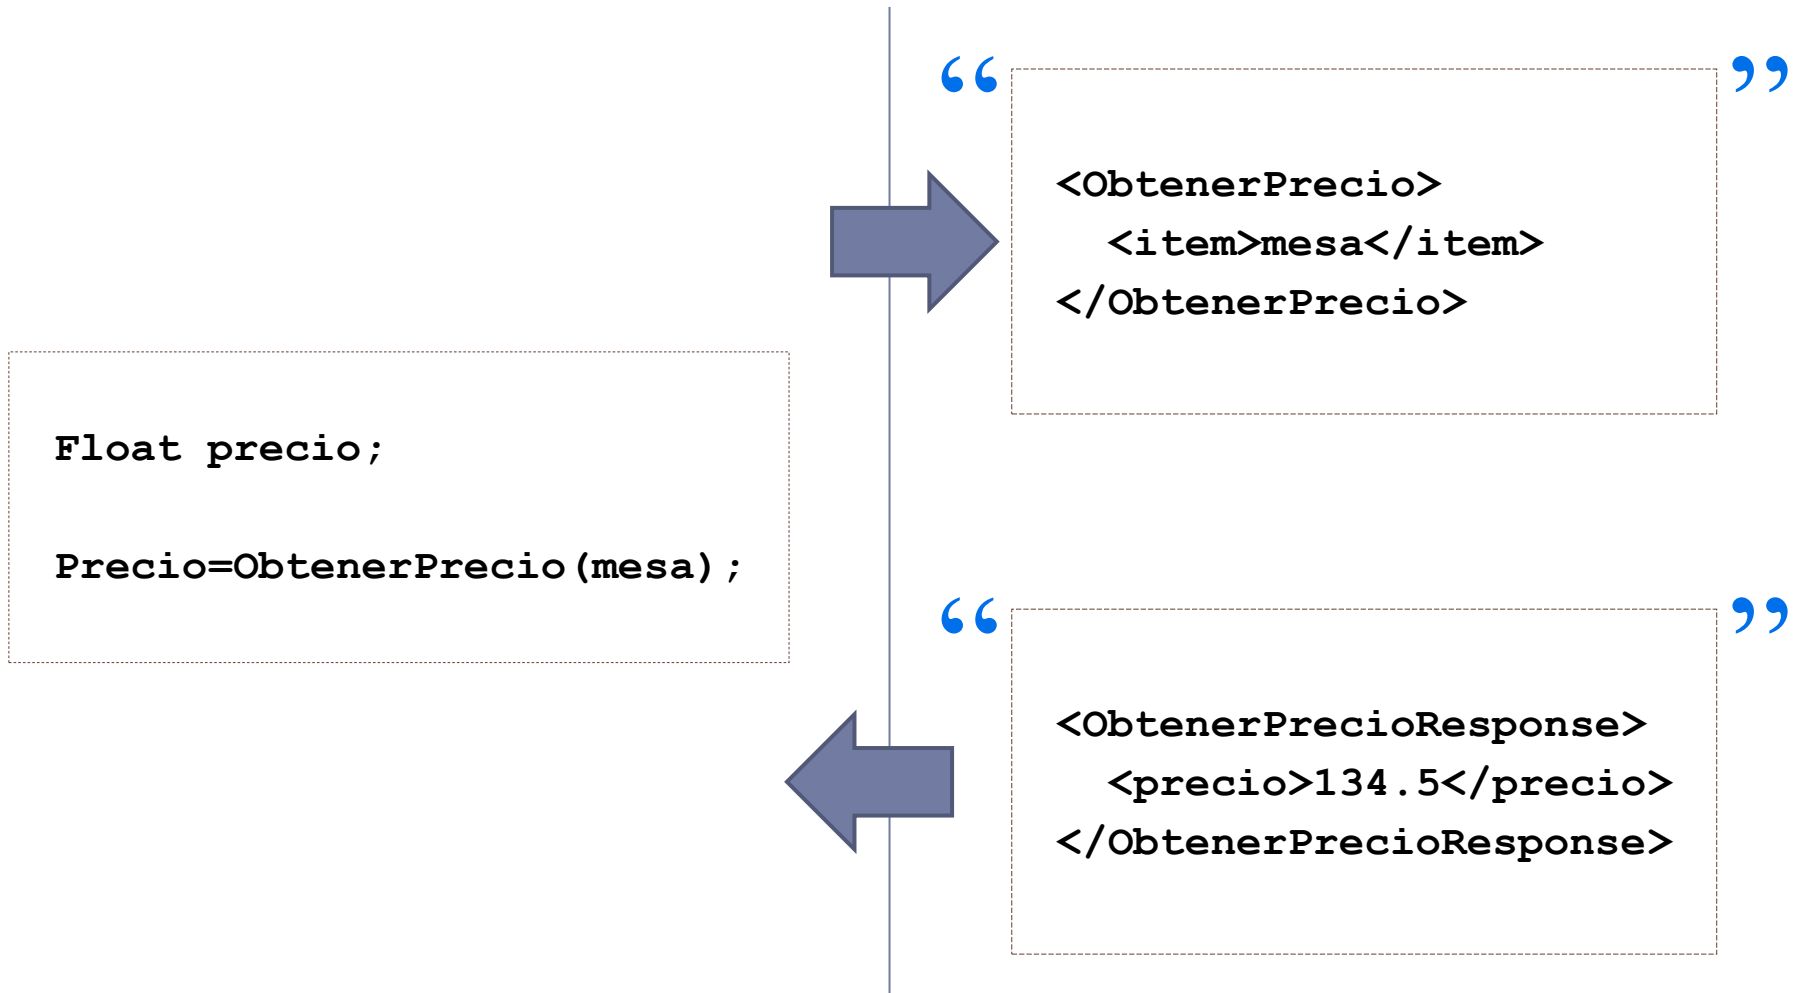 Float precio;
Precio=ObtenerPrecio(mesa);
“ ”
<ObtenerPrecio>
<item>mesa</item>
</ObtenerPrecio>
“ ”
<ObtenerPrecioResponse>
<precio>134.5</precio>
</ObtenerPrecioResponse>